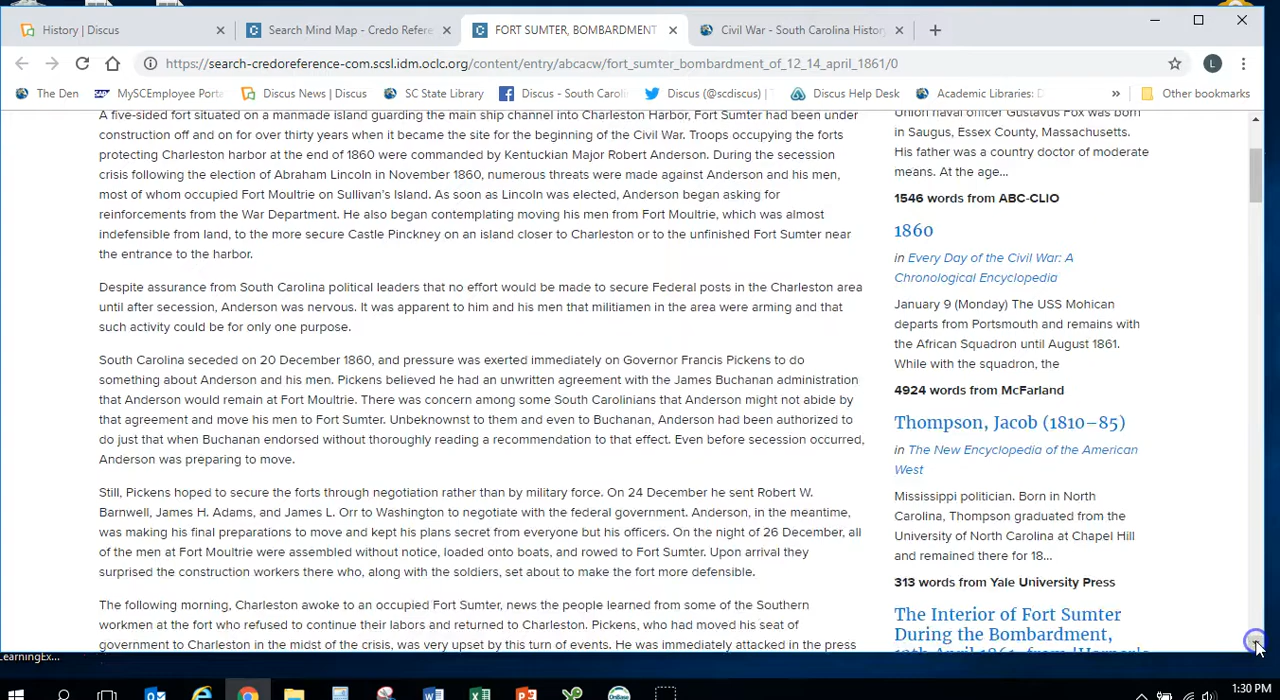 History | Discus
Search Mind Map - Credo Refere
FORT SUMTER, BOMBARDMENT
Civil War - South Carolina Histor
https://search-credoreference-com.scsl.idm.oclc.org/content/entry/abcacw/fort_sumter_bombardment_of_12_14_april_1861/0
L
The Den
MySCEmployee Porta
Discus News | Discus
SC State Library
Discus - South Caroli
Discus (@scdiscus) | T
Discus Help Desk
Academic Libraries: D
»
Other bookmarks
A five-sided fort situated on a manmade island guarding the main ship channel into Charleston Harbor, Fort Sumter had been under
construction off and on for over thirty years when it became the site for the beginning of the Civil War. Troops occupying the forts
protecting Charleston harbor at the end of 1860 were commanded by Kentuckian Major Robert Anderson. During the secession
crisis following the election of Abraham Lincoln in November 1860, numerous threats were made against Anderson and his men,
most of whom occupied Fort Moultrie on Sullivan's Island. As soon as Lincoln was elected, Anderson began asking for
reinforcements from the War Department. He also began contemplating moving his men from Fort Moultrie, which was almost
indefensible from land, to the more secure Castle Pinckney on an island closer to Charleston or to the unfinished Fort Sumter near
the entrance to the harbor.
Despite assurance from South Carolina political leaders that no effort would be made to secure Federal posts in the Charleston area
until after secession, Anderson was nervous. It was apparent to him and his men that militiamen in the area were arming and that
such activity could be for only one purpose.
South Carolina seceded on 20 December 1860, and pressure was exerted immediately on Governor Francis Pickens to do
something about Anderson and his men. Pickens believed he had an unwritten agreement with the James Buchanan administration
that Anderson would remain at Fort Moultrie. There was concern among some South Carolinians that Anderson might not abide by
that agreement and move his men to Fort Sumter. Unbeknownst to them and even to Buchanan, Anderson had been authorized to
do just that when Buchanan endorsed without thoroughly reading a recommendation to that effect. Even before secession occurred,
Anderson was preparing to move.
Still, Pickens hoped to secure the forts through negotiation rather than by military force. On 24 December he sent Robert W.
Barnwell, James H. Adams, and James L. Orr to Washington to negotiate with the federal government. Anderson, in the meantime,
was making his final preparations to move and kept his plans secret from everyone but his officers. On the night of 26 December, all
of the men at Fort Moultrie were assembled without notice, loaded onto boats, and rowed to Fort Sumter. Upon arrival they
surprised the construction workers there who, along with the soldiers, set about to make the fort more defensible.
The following morning, Charleston awoke to an occupied Fort Sumter, news the people learned from some of the Southern
workmen at the fort who refused to continue their labors and returned to Charleston. Pickens, who had moved his seat of
government to Charleston in the midst of the crisis, was very upset by this turn of events. He was immediately attacked in the press
Union naval officer Gustavus Fox was born
in Saugus, Essex County, Massachusetts.
His father was a country doctor of moderate
means. At the age...
1546 words from ABC-CLIO
1860
in Every Day of the Civil War: A
Chronological Encyclopedia
January 9 (Monday) The USS Mohican
departs from Portsmouth and remains with
the African Squadron until August 1861.
While with the squadron, the
4924 words from McFarland
Thompson, Jacob (1810–85)
in The New Encyclopedia of the American
West
Mississippi politician. Born in North
Carolina, Thompson graduated from the
University of North Carolina at Chapel Hill
and remained there for 18...
313 words from Yale University Press
The Interior of Fort Sumter
During the Bombardment,
12th April 1861, from 'Harper's
LearningEx...
1:30 PM